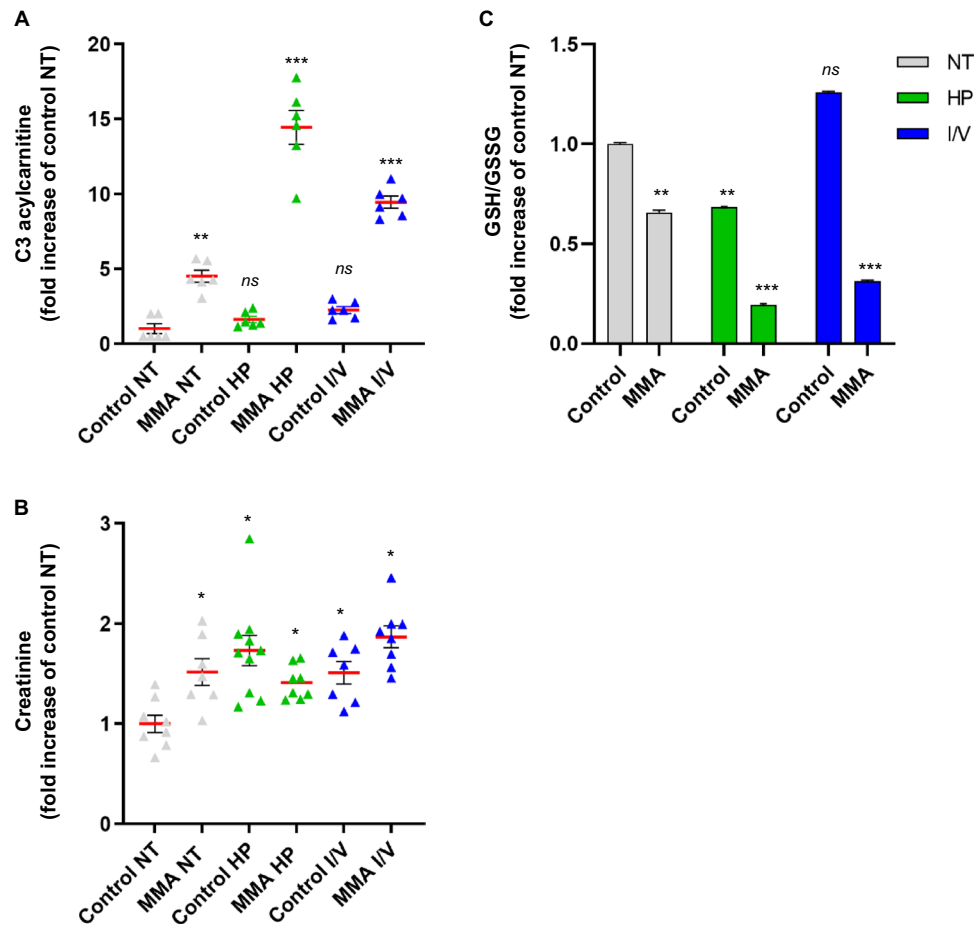 A
C3 acylcarnitine
(fold increase of control NT)
20
15
10
5
0
**
ns
***
ns
***
Control NT
MMA NT
Control HP
MMA HP
Control I/V
MMA I/V
C
GSH/GSSG
(fold increase of control NT)
1.5
1.0
0.5
0.0
**
**
***
ns
***
Control
MMA
Control
MMA
Control
MMA
NT
HP
I/V
B
Creatinine
(fold increase of control NT)
3
2
1
0
*
*
*
*
*
Control NT
MMA NT
Control HP
MMA HP
Control I/V
MMA I/V